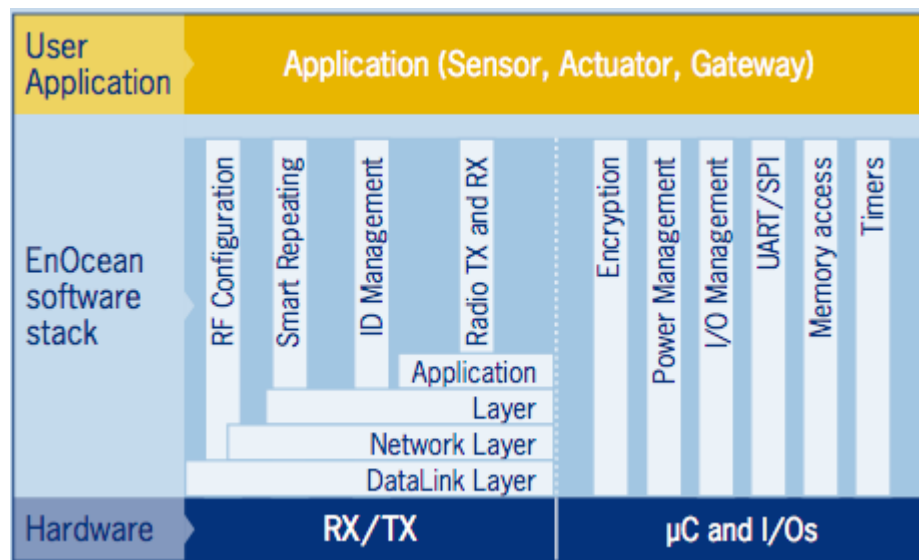 User
Application
Application (Sensor, Actuator, Gateway)
EnOcean
software
stack
RF Configuration
Smart Repeating
ID Management
Radio TX and RX
Encryption
Power Management
I/O Management
UART/SPI
Memory access
Timers
Application
Layer
Network Layer
DataLink Layer
Hardware
RX/TX
µC and I/Os